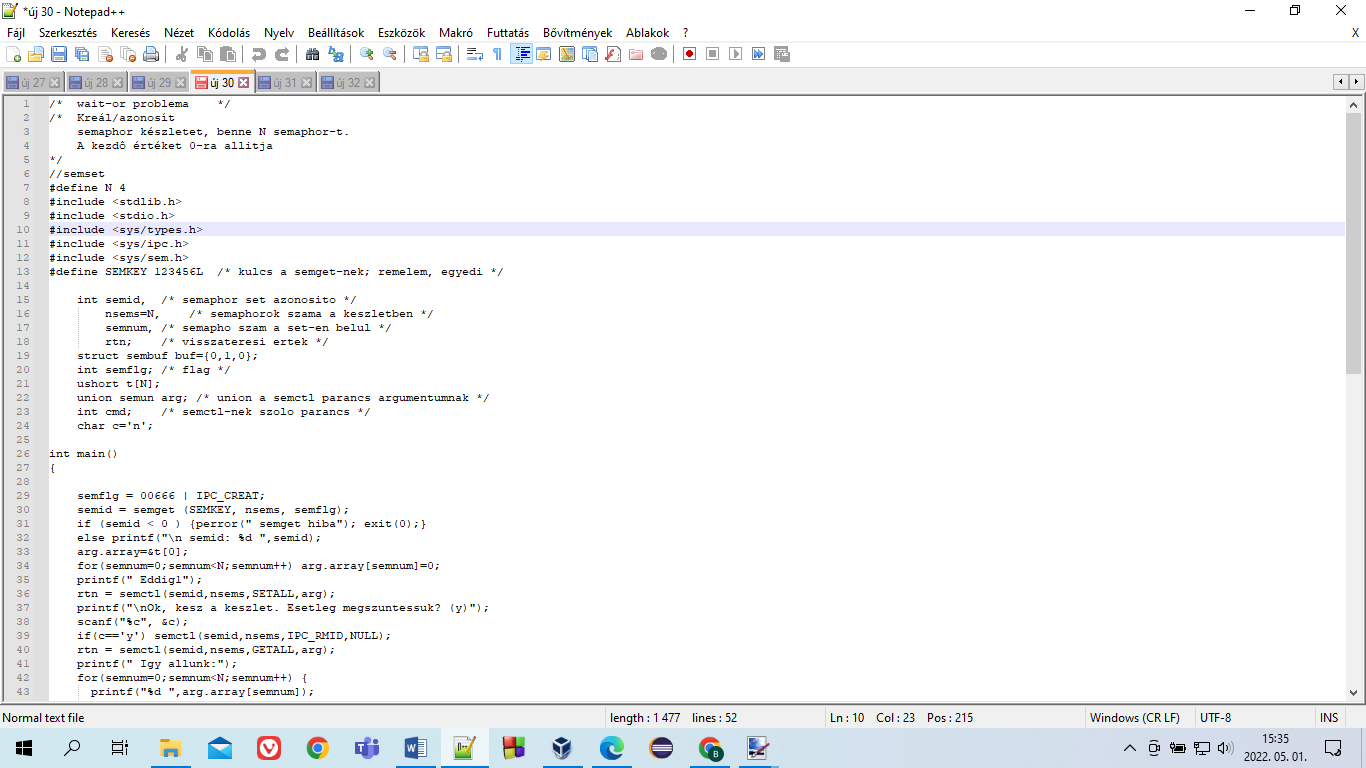 *új 30 - Notepad++
Fájl Szerkesztés Keresés Nézet Kódolás Nyelv Beállítások Eszközök Makró Futtatás Bővítmények Ablakok ? X
új 27 új 28 új 29 új 30 új 31 új 32
1 /*  wait-or problema    */
2 /*  Kreál/azonosít
3     semaphor készletet, benne N semaphor-t.
4     A kezdô értéket 0-ra allitja
5 */
6 //semset
7 #define N 4
8 #include <stdlib.h>
9 #include <stdio.h>
10 #include <sys/types.h>
11 #include <sys/ipc.h>
12 #include <sys/sem.h>
13 #define SEMKEY 123456L  /* kulcs a semget-nek; remelem, egyedi */
14
15     int semid,  /* semaphor set azonosito */
16         nsems=N,    /* semaphorok szama a keszletben */
17         semnum, /* semapho szam a set-en belul */
18         rtn;    /* visszateresi ertek */
19     struct sembuf buf={0,1,0};
20     int semflg; /* flag */
21     ushort t[N];
22     union semun arg; /* union a semctl parancs argumentumnak */
23     int cmd;    /* semctl-nek szolo parancs */
24     char c='n';
25
26 int main()
27 {
28
29     semflg = 00666 | IPC_CREAT;
30     semid = semget (SEMKEY, nsems, semflg);
31     if (semid < 0 ) {perror(" semget hiba"); exit(0);}
32     else printf("\n semid: %d ",semid);
33     arg.array=&t[0];
34     for(semnum=0;semnum<N;semnum++) arg.array[semnum]=0;
35     printf(" Eddig1");
36     rtn = semctl(semid,nsems,SETALL,arg);
37     printf("\nOk, kesz a keszlet. Esetleg megszuntessuk? (y)");
38     scanf("%c", &c);
39     if(c=='y') semctl(semid,nsems,IPC_RMID,NULL);
40     rtn = semctl(semid,nsems,GETALL,arg);
41     printf(" Igy allunk:");
42     for(semnum=0;semnum<N;semnum++) {
43       printf("%d ",arg.array[semnum]);
Normal text file length : 1 477 lines : 52 Ln : 10 Col : 23 Pos : 215 Windows (CR LF) UTF-8 INS
15:35
2022. 05. 01.